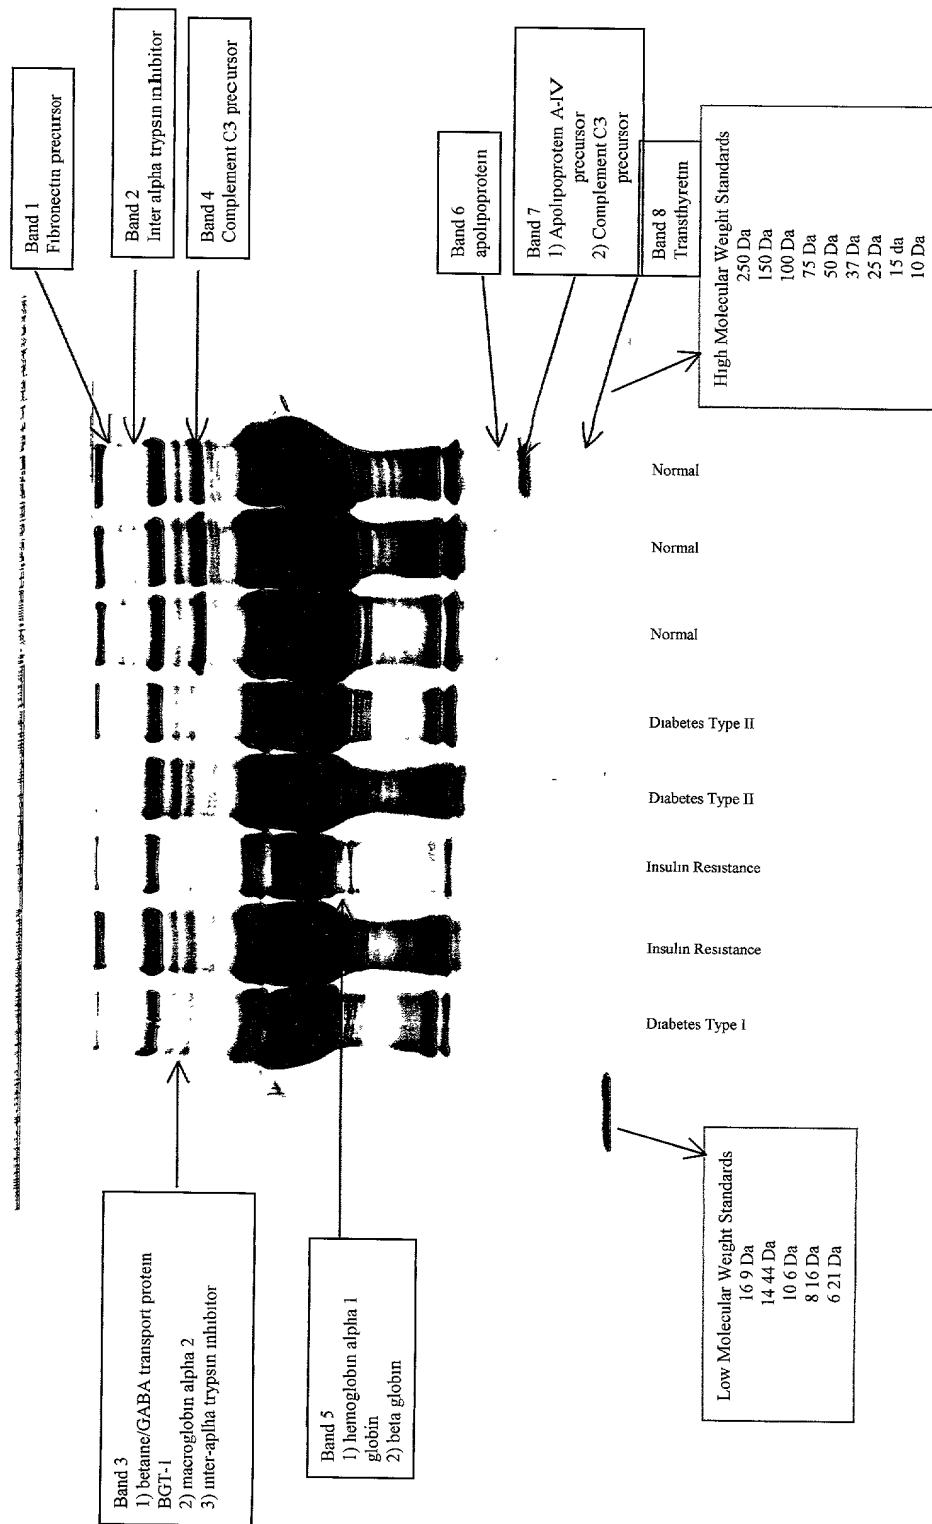 Band 1
Fibronectin precursor
Band 2
Inter alpha trypsin inhibitor
Band 4
Complement C3 precursor
Band 6
apolipoprotein
Band 7
1) Apolipoprotein A-IV
precursor
2) Complement C3
precursor
Band 8
Transthyretin
High Molecular Weight Standards
250 Da
150 Da
100 Da
75 Da
50 Da
37 Da
25 Da
15 da
10 Da
Normal
Normal
Normal
Diabetes Type II
Diabetes Type II
Insulin Resistance
Insulin Resistance
Diabetes Type I
Band 3
1) betaine/GABA transport protein
BGT-1
2) macroglobin alpha 2
3) inter-aplha trypsin inhibitor
Band 5
1) hemoglobin alpha 1
globin
2) beta globin
Low Molecular Weight Standards
16 9 Da
14 44 Da
10 6 Da
8 16 Da
6 21 Da